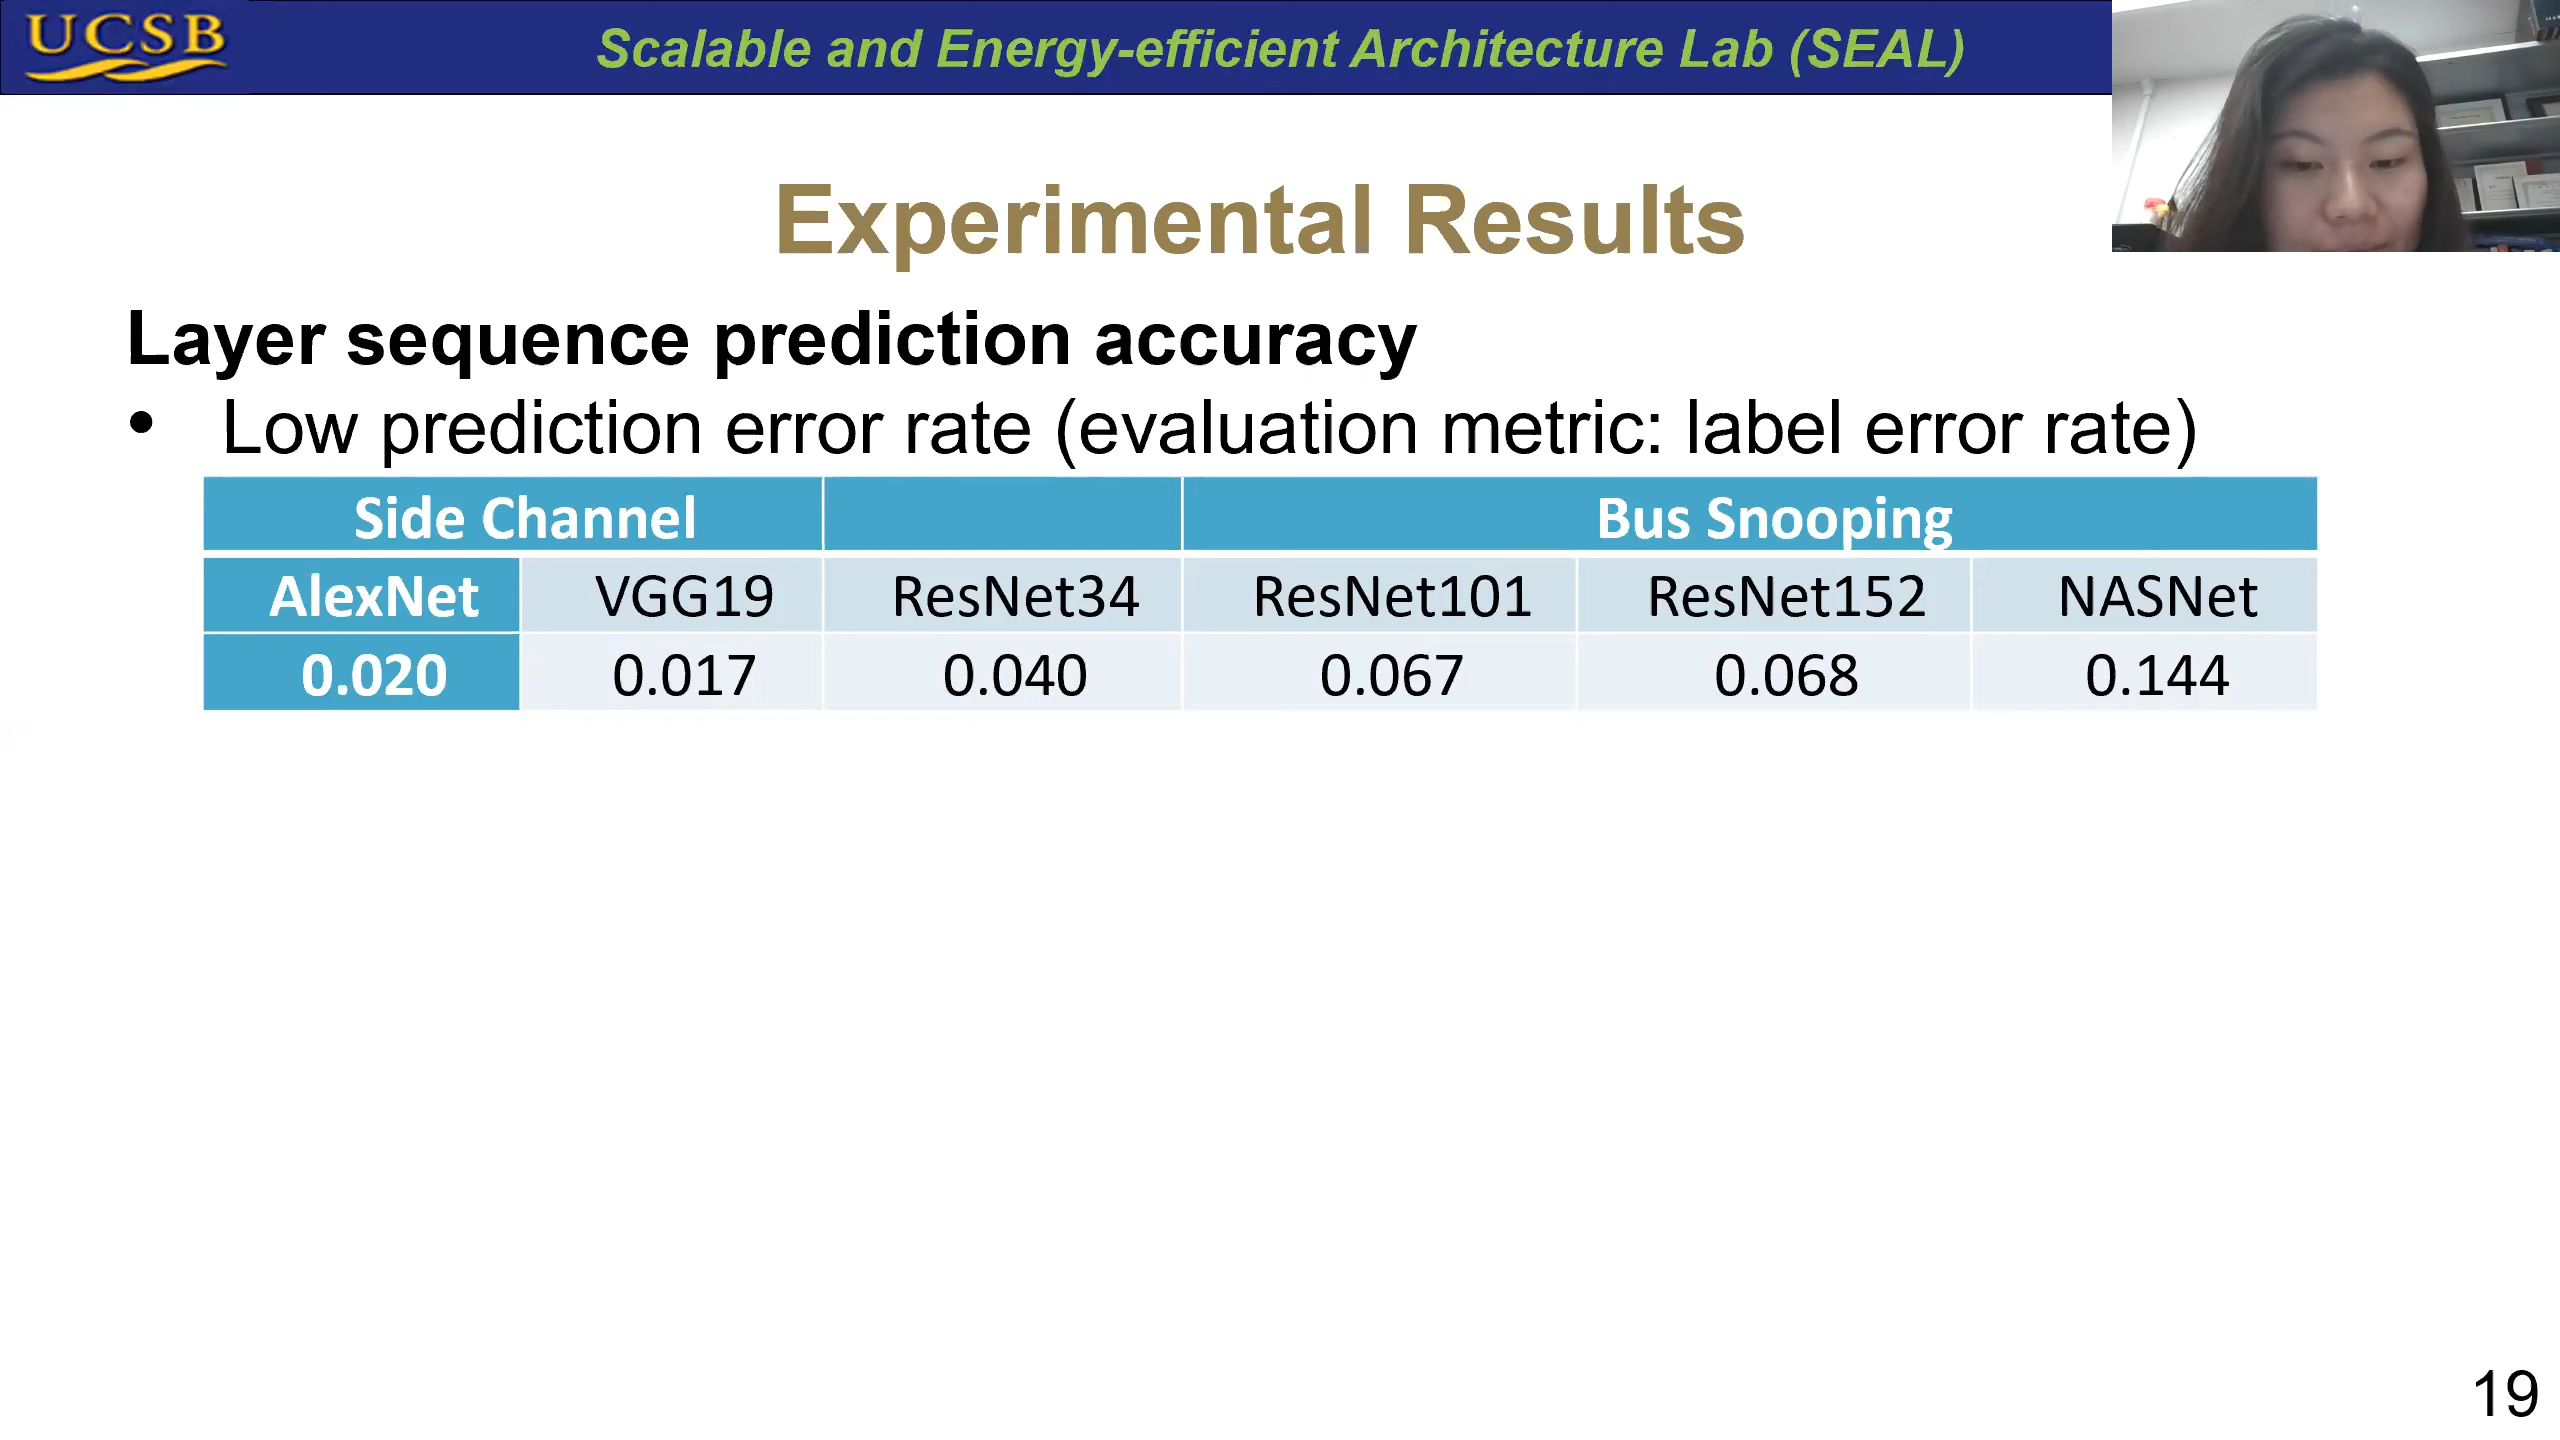 UCSB
Scalable and Energy-efficient Architecture Lab (SEAL)
Experimental Results
Layer sequence prediction accuracy
• Low prediction error rate (evaluation metric: label error rate)
Side Channel Bus Snooping
AlexNet VGG19 ResNet34 ResNet101 ResNet152 NASNet
0.020 0.017 0.040 0.067 0.068 0.144
19